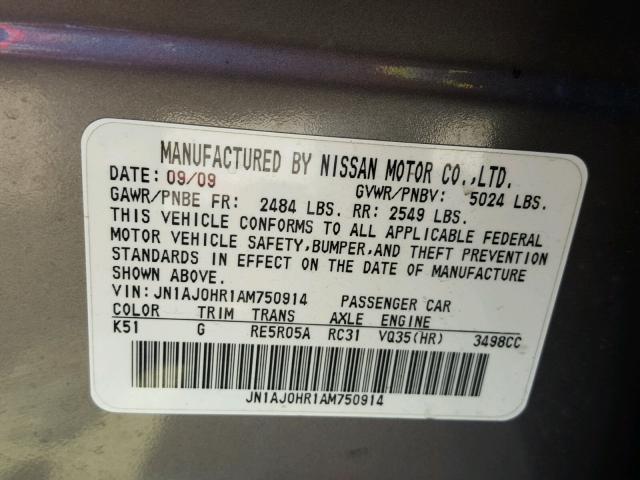 MANUFACTURED BY NISSAN MOTOR CO.,LTD.
DATE: 09/09 GVWR/PNBV: 5024 LBS.
GAWR/PNBE FR: 2484 LBS. RR: 2549 LBS.
THIS VEHICLE CONFORMS TO ALL APPLICABLE FEDERAL
MOTOR VEHICLE SAFETY,BUMPER,AND THEFT PREVENTION
STANDARDS IN EFFECT ON THE DATE OF MANUFACTURE
SHOWN ABOVE.
VIN:JN1AJ0HR1AM750914 PASSENGER CAR
COLOR TRIM TRANS AXLE ENGINE
K51 G RE5R05A RC31 VQ35(HR) 3498CC
JN1AJ0HR1AM750914